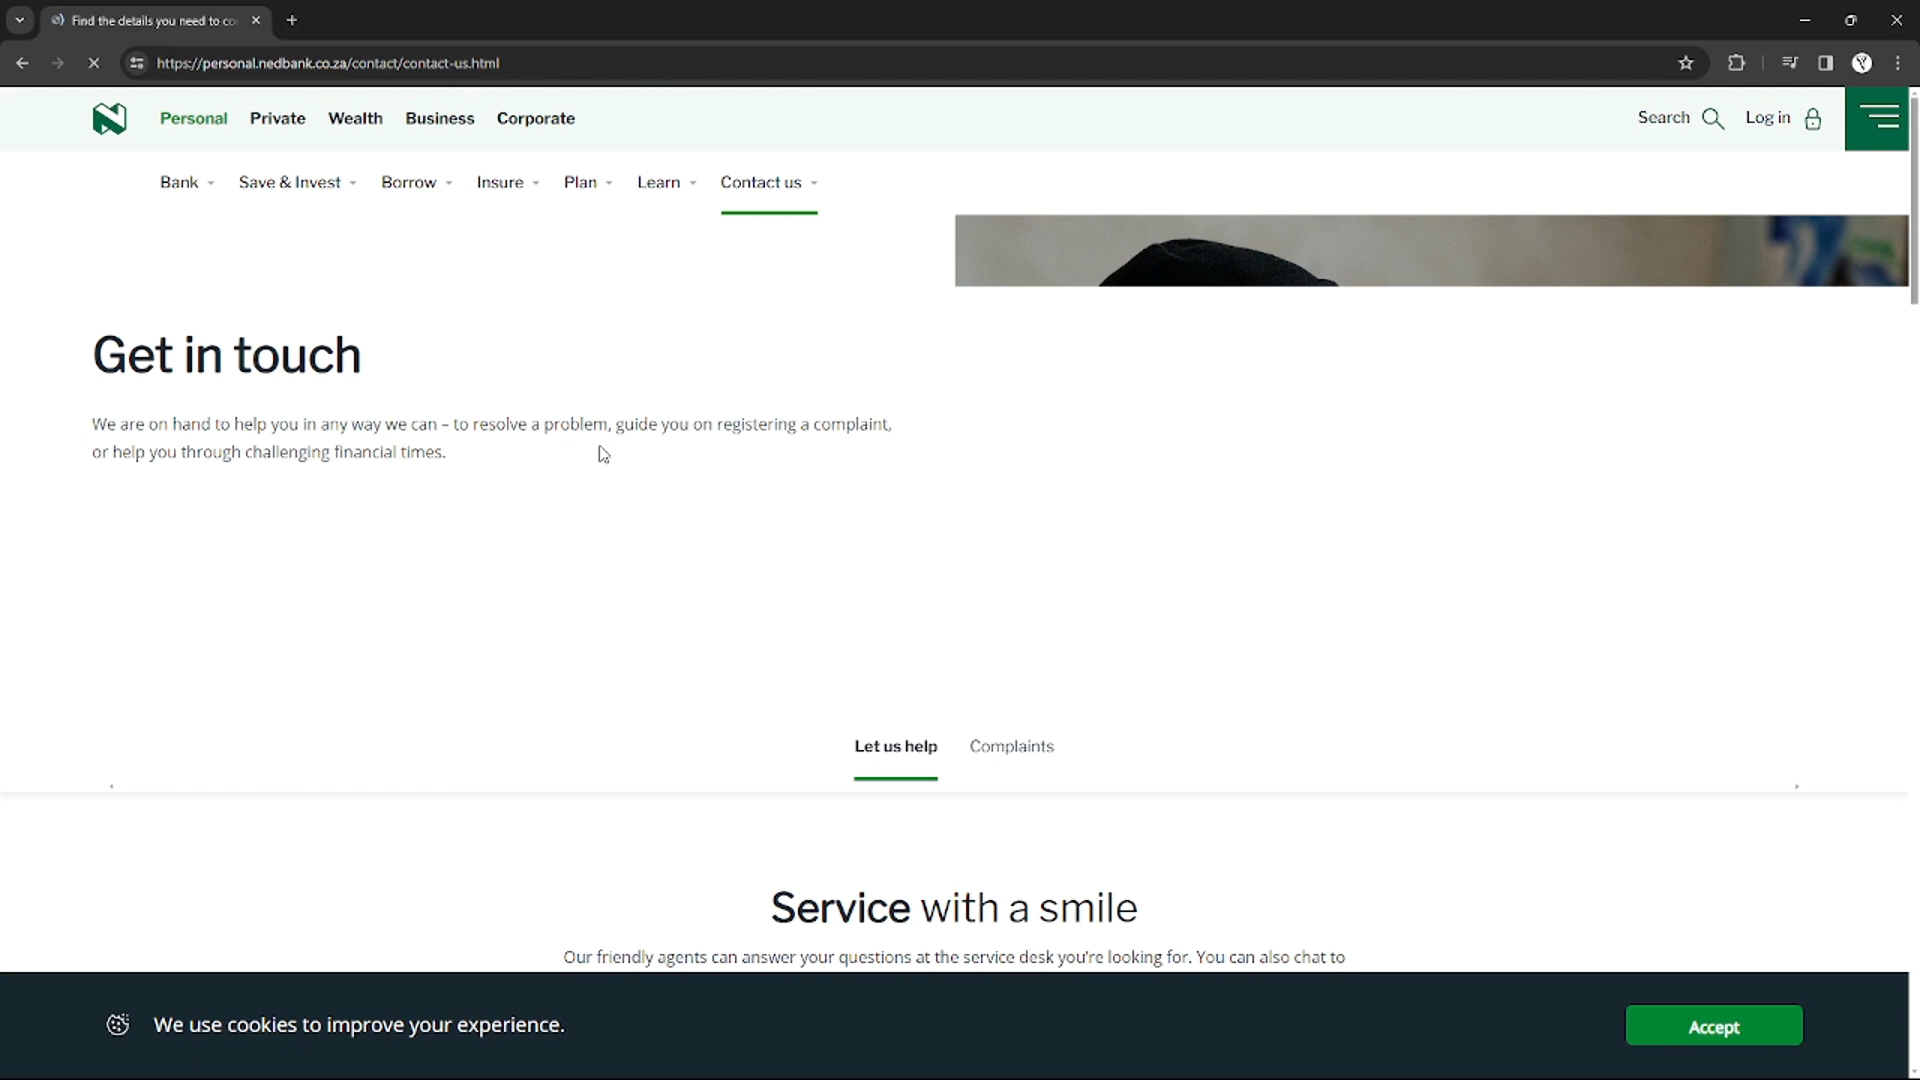 Find the details you need to co
https://personal.nedbank.co.za/contact/contact-us.html
Personal Private Wealth Business Corporate
Search Log in
Bank Save & Invest Borrow Insure Plan Learn Contact us
Get in touch
We are on hand to help you in any way we can – to resolve a problem, guide you on registering a complaint,
or help you through challenging financial times.
Let us help Complaints
Service with a smile
Our friendly agents can answer your questions at the service desk you're looking for. You can also chat to
We use cookies to improve your experience.
Accept